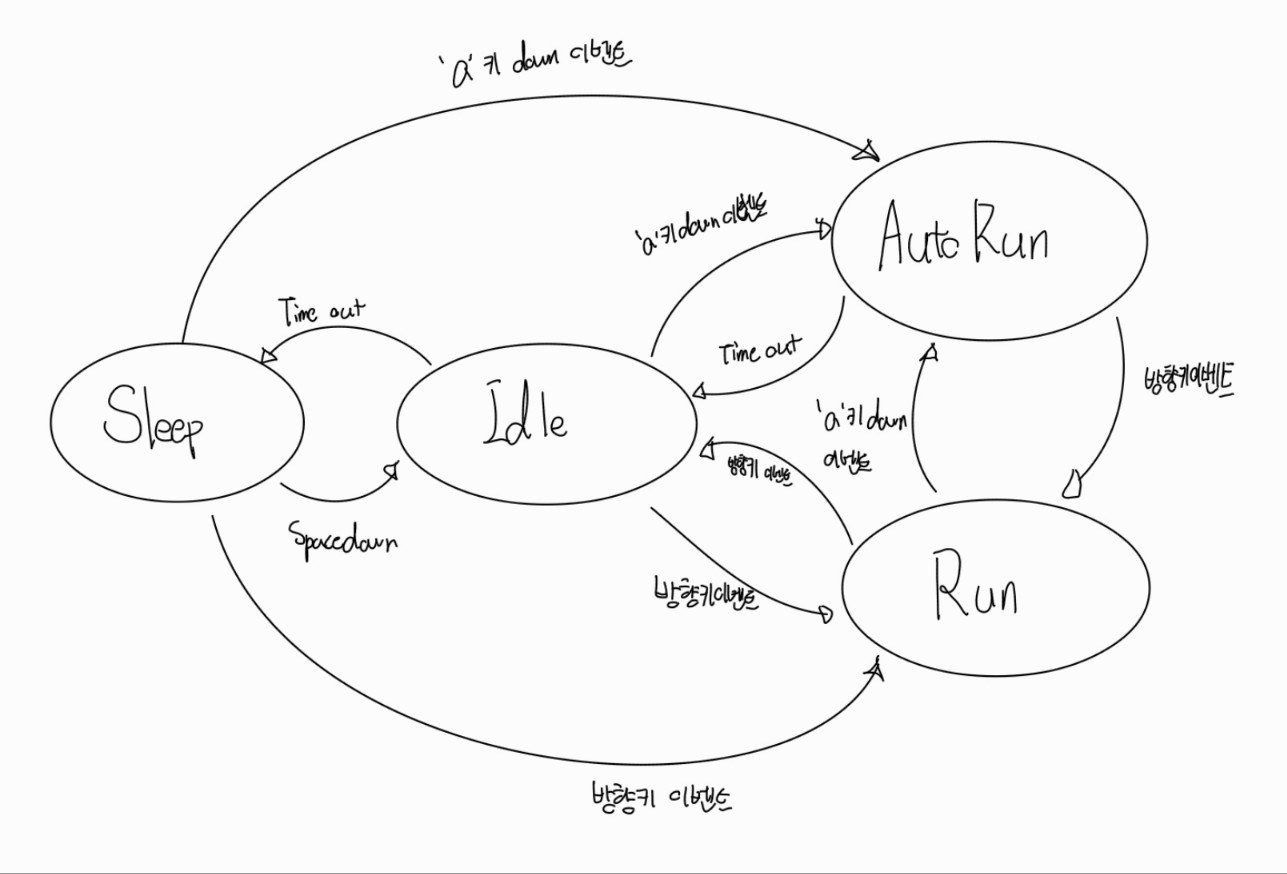 'a' 키 down 이벤트
'a'키 down 이벤트
Auto Run
Time out
Time out
방향키이벤트
Sleep
Idle
'a'키 down
이벤트
방향키 이벤트
Space down
방향키이벤트
Run
방향키 이벤트